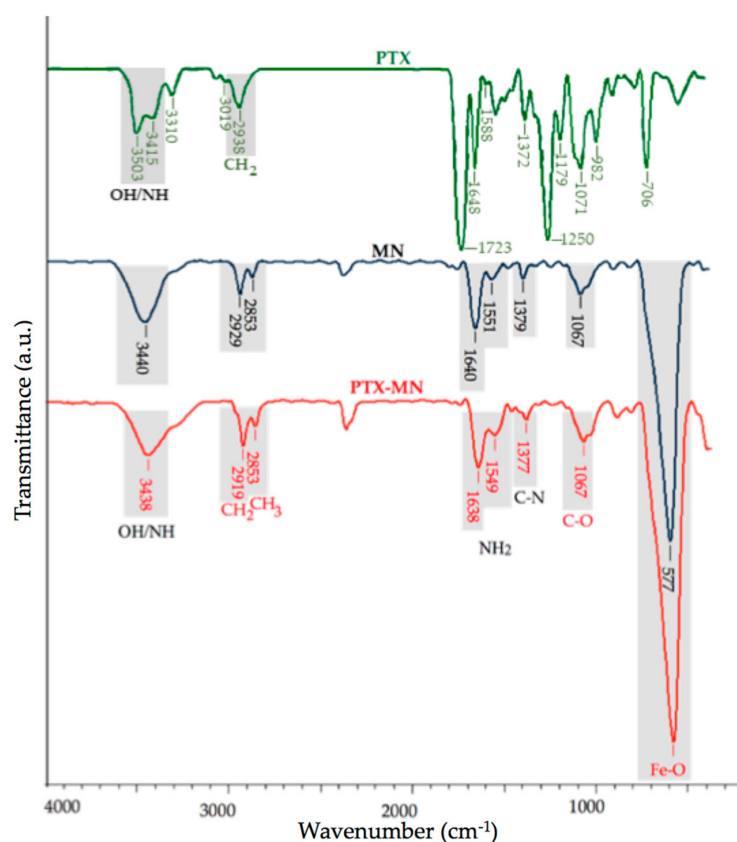 PTX
3503
3415
3310
3019
2938
1723
1648
1588
1372
1250
1179
1071
982
706
OH/NH
CH₂
MN
3440
2929
2853
1640
1551
1379
1067
577
PTX-MN
3438
2919
2853
1638
1549
1377
1067
CH₂
CH₃
OH/NH
NH₂
C-N
C-O
Fe-O
Transmittance (a.u.)
4000 3000 2000 1000
Wavenumber (cm⁻¹)